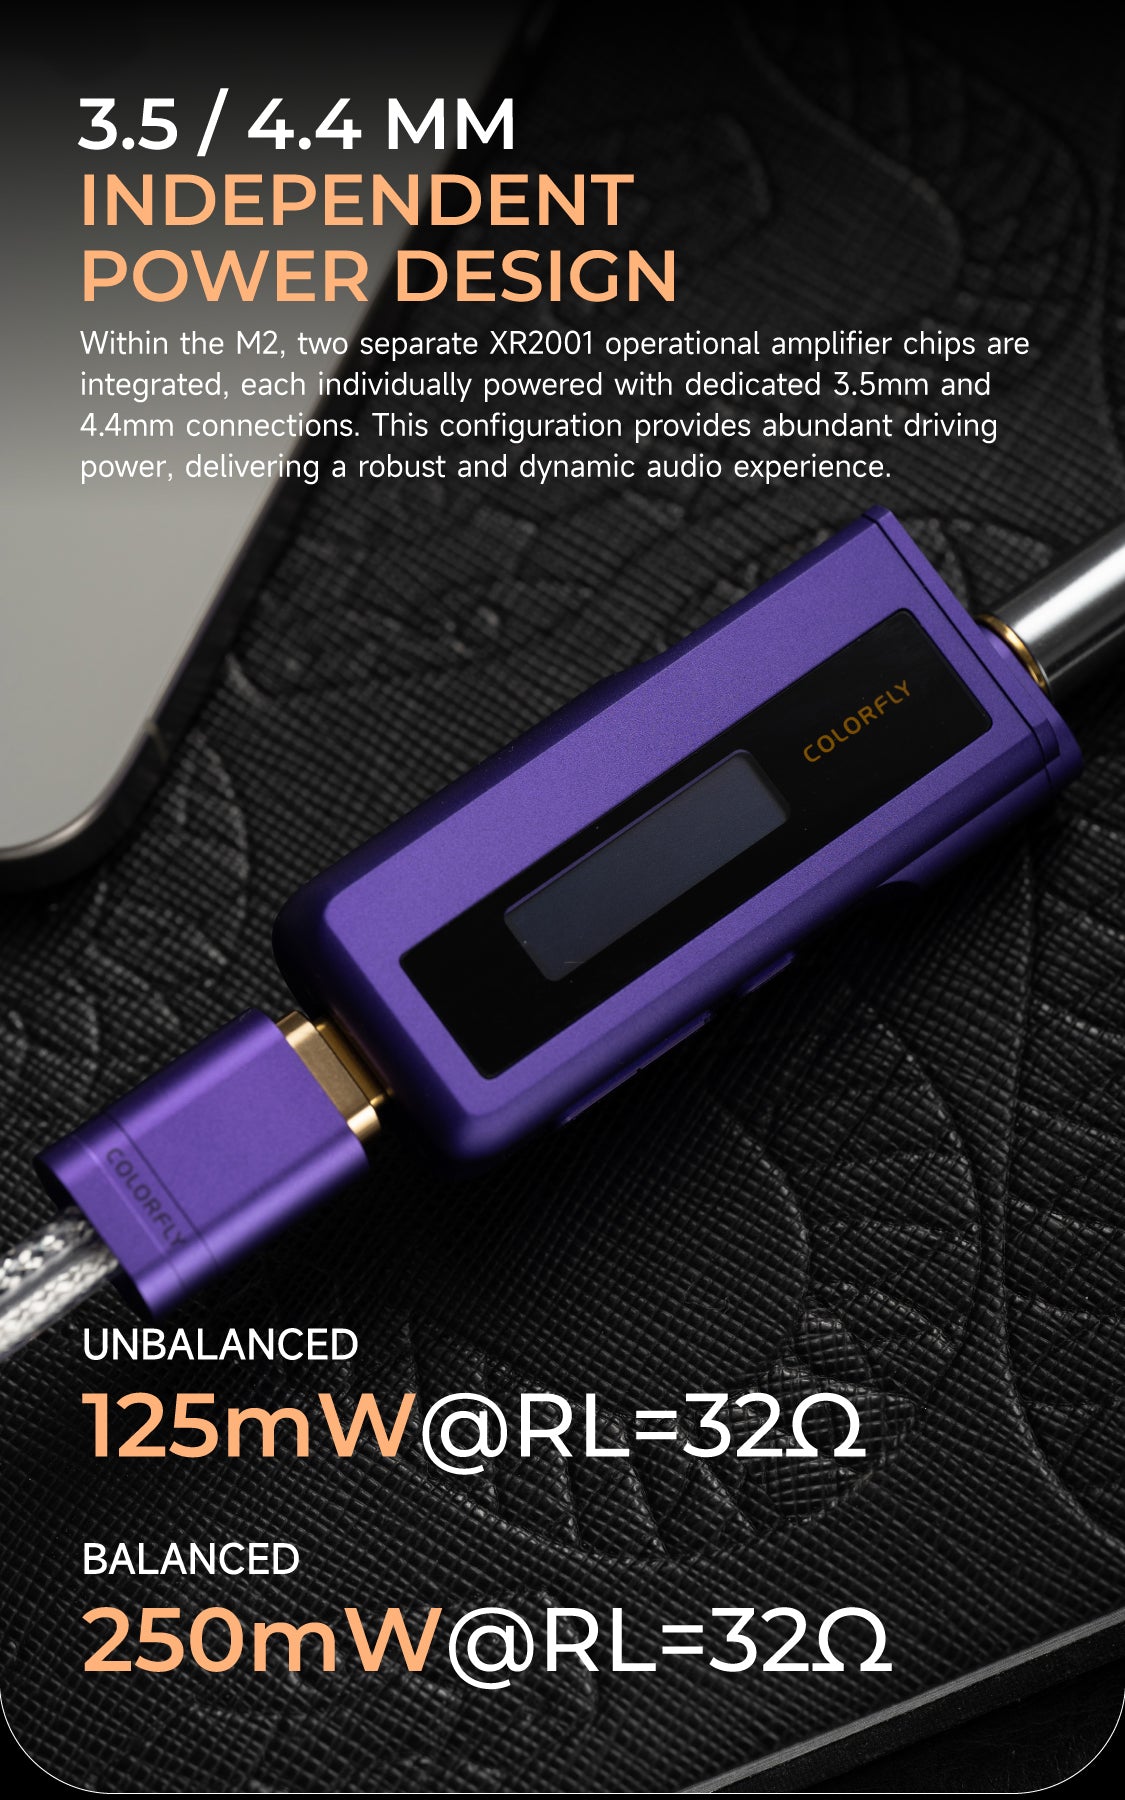 3.5 / 4.4 MM
INDEPENDENT
POWER DESIGN
Within the M2, two separate XR2001 operational amplifier chips are
integrated, each individually powered with dedicated 3.5mm and
4.4mm connections. This configuration provides abundant driving
power, delivering a robust and dynamic audio experience.
COLORFLY
COLORFLY
UNBALANCED
125mW@RL=32Ω
BALANCED
250mW@RL=32Ω